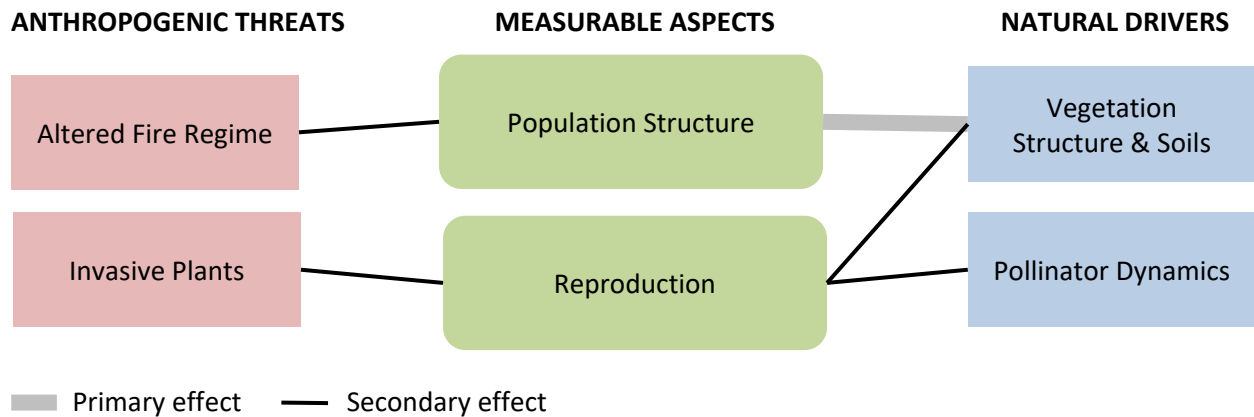 ANTHROPOGENIC THREATS
MEASURABLE ASPECTS
NATURAL DRIVERS
Altered Fire Regime
Population Structure
Vegetation
Structure & Soils
Invasive Plants
Reproduction
Pollinator Dynamics
Primary effect
Secondary effect